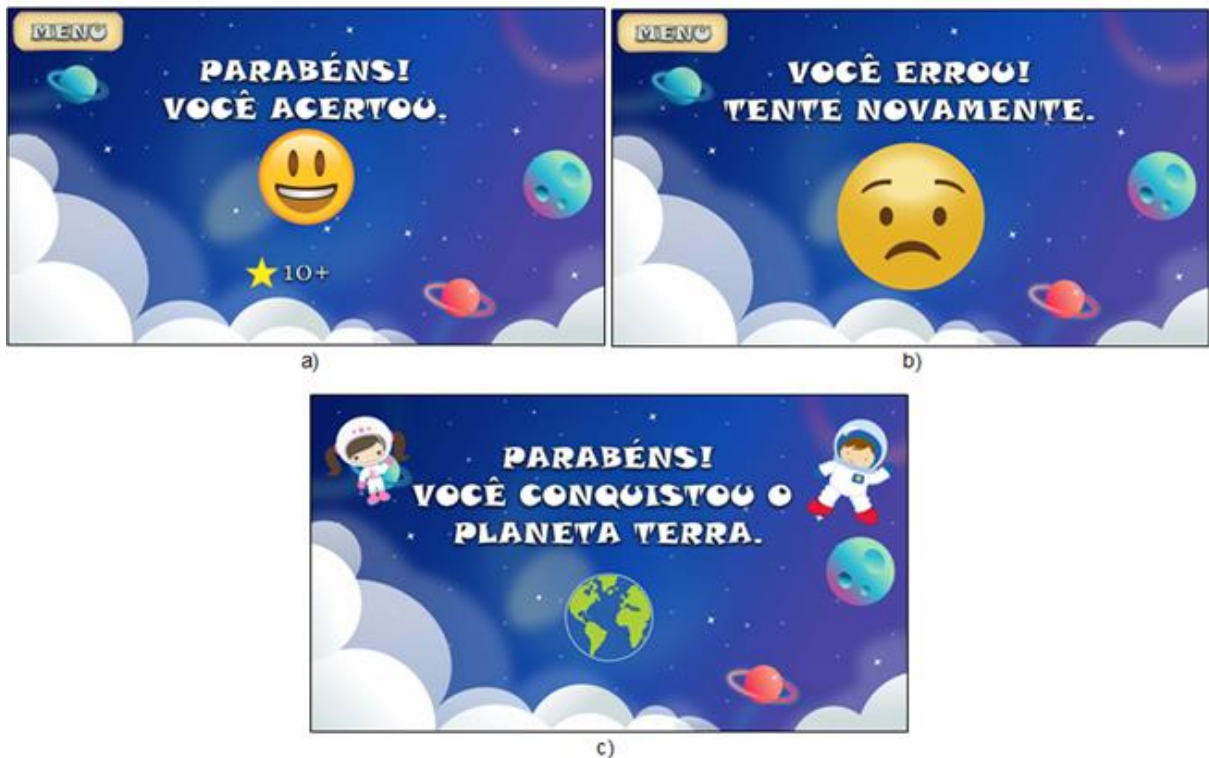 MENU
PARABÉNS!
VOCÊ ACERTOU.
10+
a)
MENU
VOCÊ ERROU!
TENTE NOVAMENTE.
b)
PARABÉNS!
VOCÊ CONQUISTOU O
PLANETA TERRA.
c)